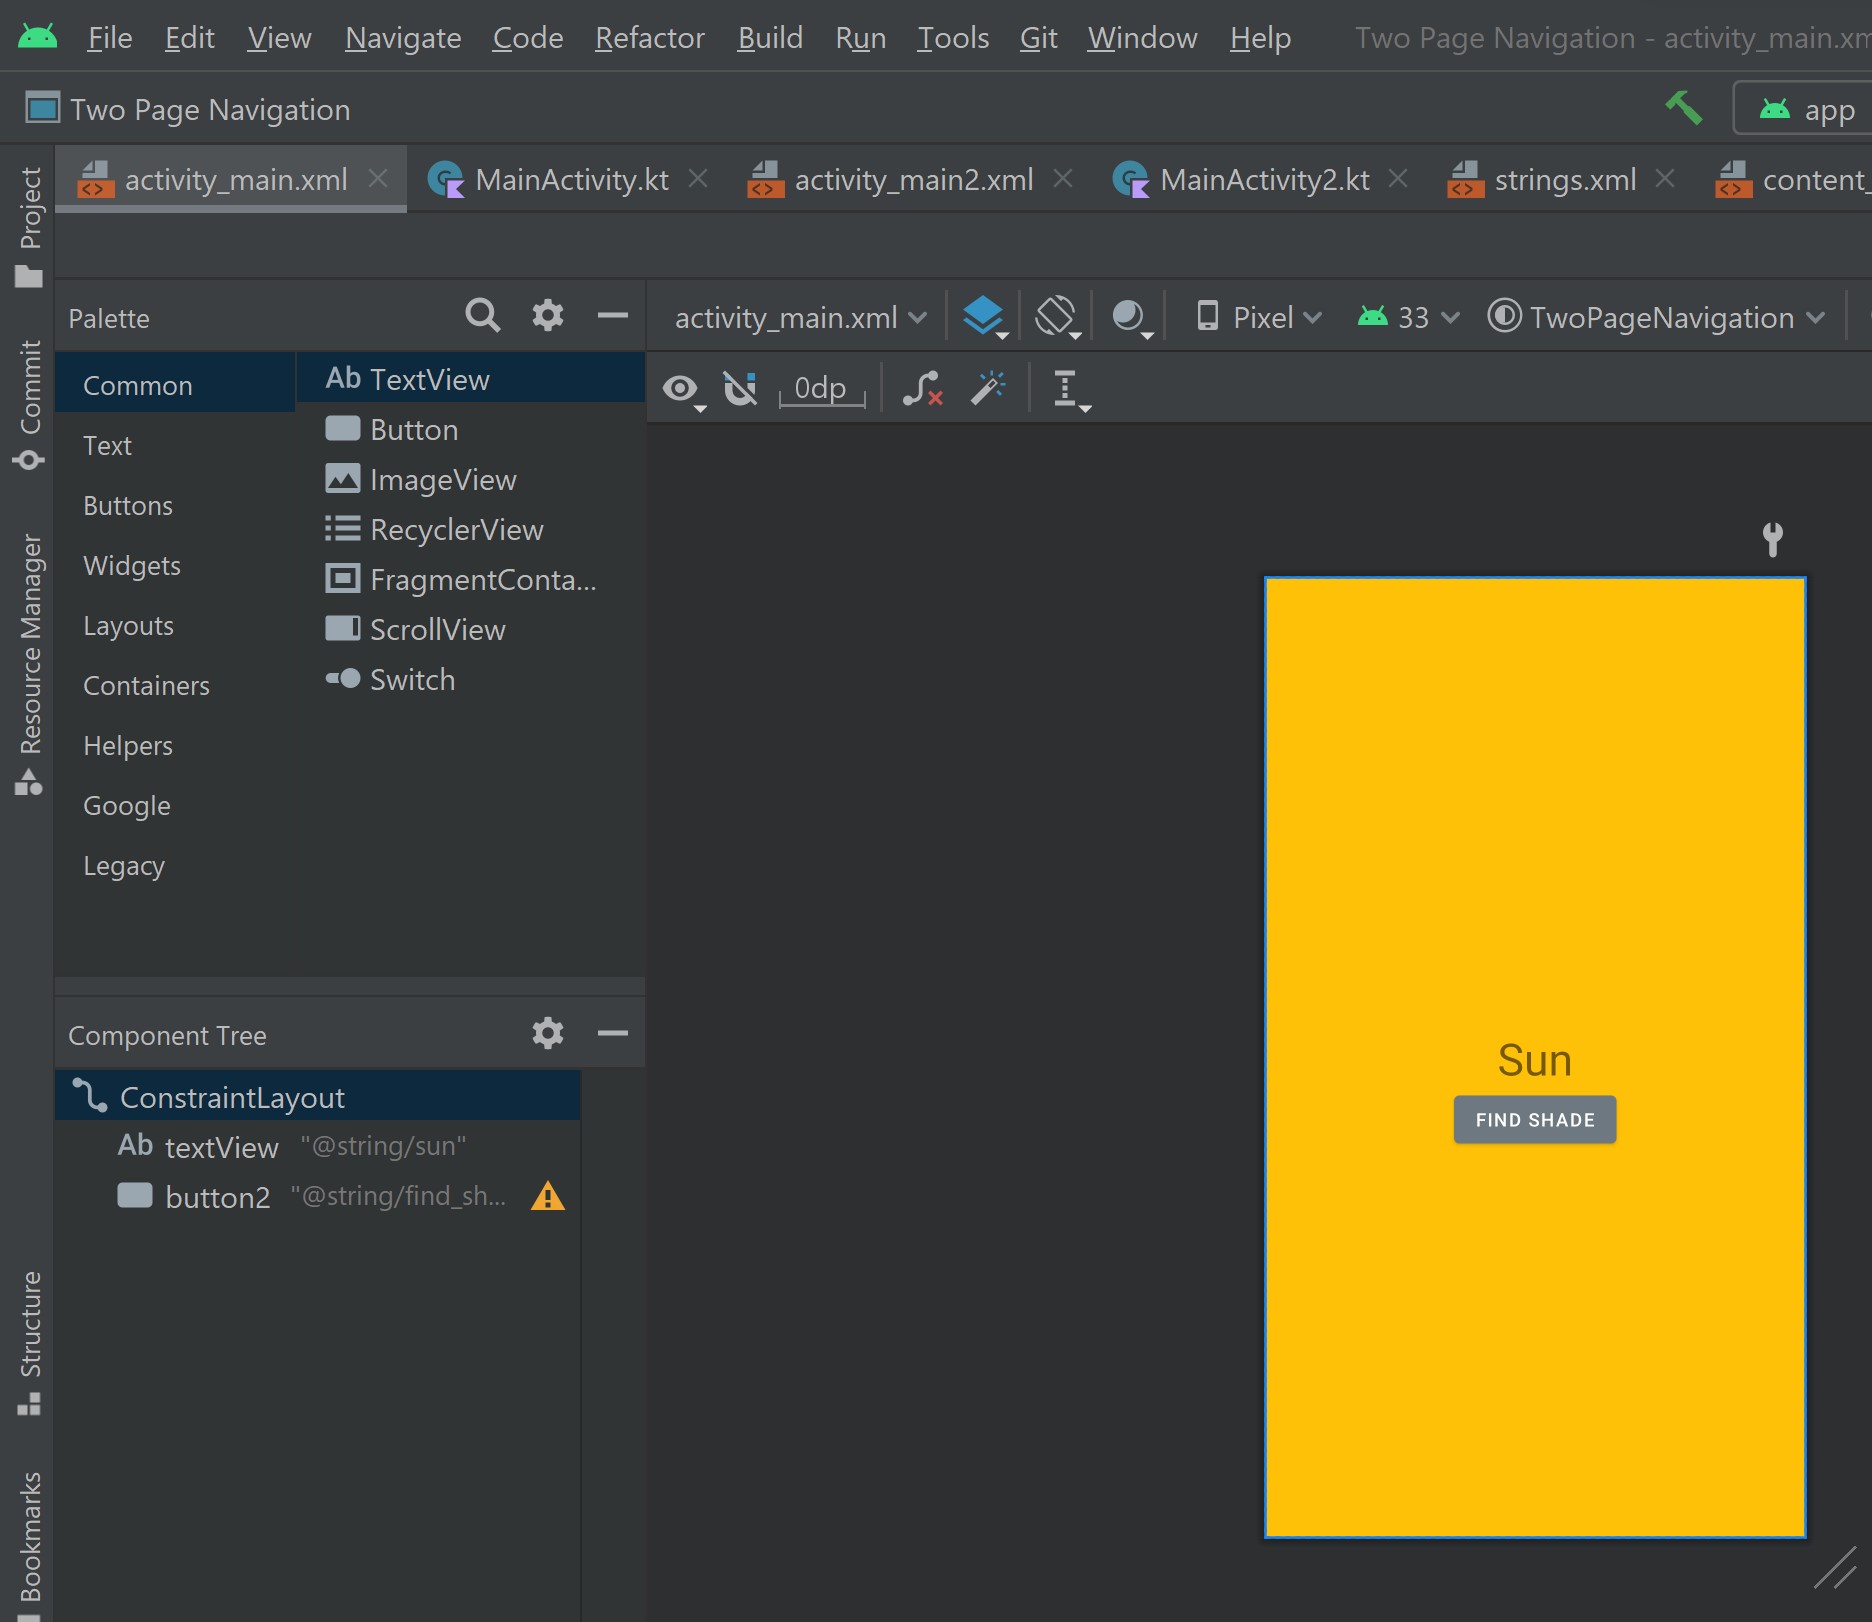 File Edit View Navigate Code Refactor Build Run Tools Git Window Help Two Page Navigation - activity_main.xm
Two Page Navigation app
activity_main.xml MainActivity.kt activity_main2.xml MainActivity2.kt strings.xml content_
Project
Commit
Resource Manager
Structure
Bookmarks
Palette
activity_main.xml Pixel 33 TwoPageNavigation
0dp
Common
Text
Buttons
Widgets
Layouts
Containers
Helpers
Google
Legacy
Ab TextView
Button
ImageView
RecyclerView
FragmentConta...
ScrollView
Switch
Component Tree
ConstraintLayout
Ab textView "@string/sun"
button2 "@string/find_sh...
Sun
FIND SHADE